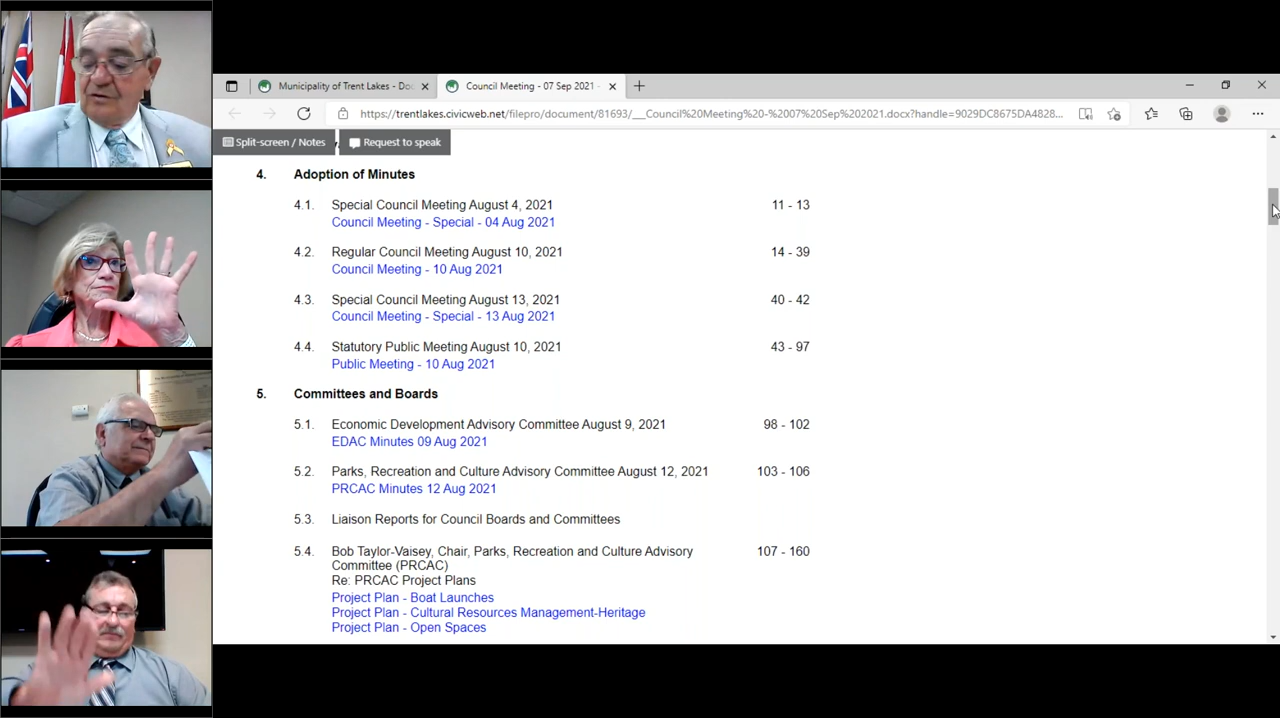 Municipality of Trent Lakes - Doc
Council Meeting - 07 Sep 2021 -
https://trentlakes.civicweb.net/filepro/document/81693/___Council%20Meeting%20-%2007%20Sep%202021.docx?handle=9029DC8675DA4828...
Split-screen / Notes
Request to speak
4. Adoption of Minutes
4.1. Special Council Meeting August 4, 2021 11 - 13
Council Meeting - Special - 04 Aug 2021
4.2. Regular Council Meeting August 10, 2021 14 - 39
Council Meeting - 10 Aug 2021
4.3. Special Council Meeting August 13, 2021 40 - 42
Council Meeting - Special - 13 Aug 2021
4.4. Statutory Public Meeting August 10, 2021 43 - 97
Public Meeting - 10 Aug 2021
5. Committees and Boards
5.1. Economic Development Advisory Committee August 9, 2021 98 - 102
EDAC Minutes 09 Aug 2021
5.2. Parks, Recreation and Culture Advisory Committee August 12, 2021 103 - 106
PRCAC Minutes 12 Aug 2021
5.3. Liaison Reports for Council Boards and Committees
5.4. Bob Taylor-Vaisey, Chair, Parks, Recreation and Culture Advisory 107 - 160
Committee (PRCAC)
Re: PRCAC Project Plans
Project Plan - Boat Launches
Project Plan - Cultural Resources Management-Heritage
Project Plan - Open Spaces